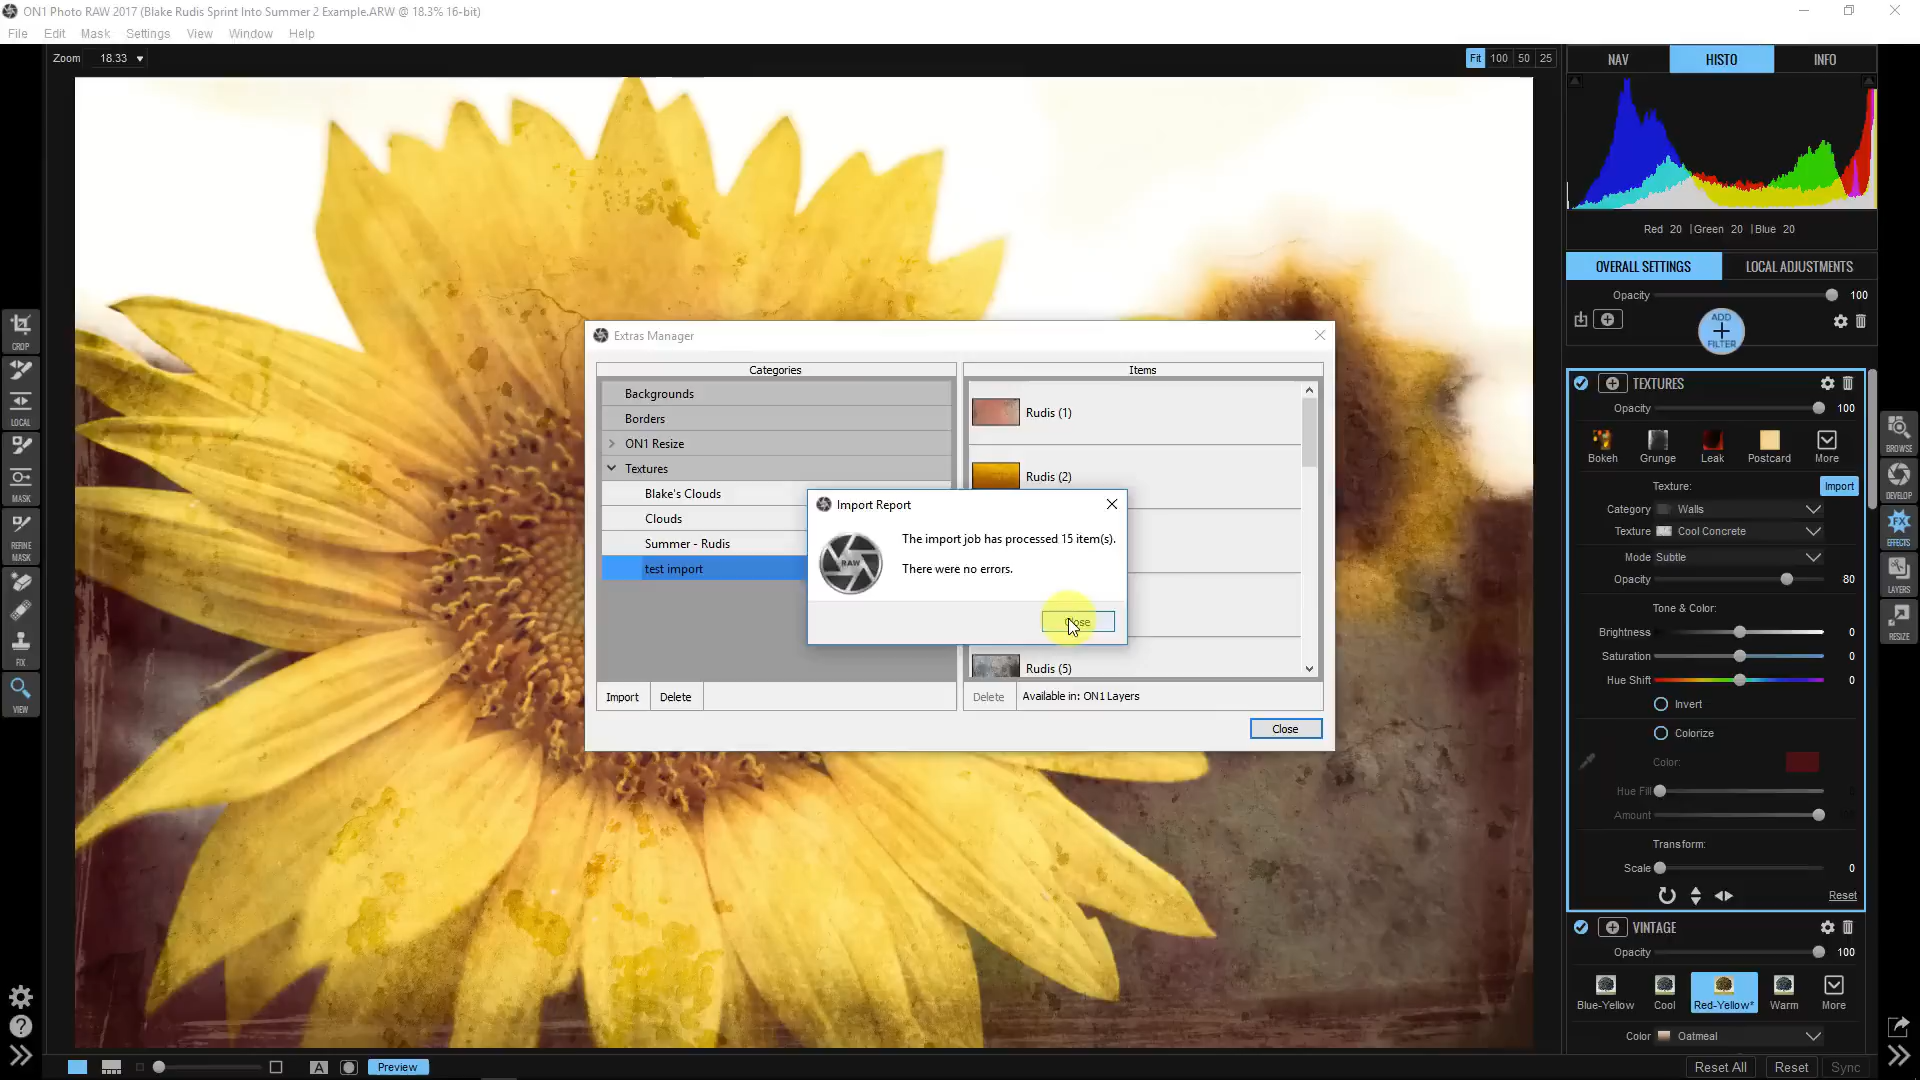 ON1 Photo RAW 2017 (Blake Rudis Sprint Into Summer 2 Example.ARW @ 18.3% 16-bit)
File Edit Mask Settings View Window Help
Zoom 18.33
Fit 100 50 25
NAV HISTO INFO
Red 20 |Green 20 |Blue 20
OVERALL SETTINGS LOCAL ADJUSTMENTS
Opacity 100
ADD
FILTER
TEXTURES
Opacity 100
Bokeh Grunge Leak Postcard More
Texture: Import
Category Walls
Texture Cool Concrete
Mode Subtle
Opacity 80
Tone & Color:
Brightness 0
Saturation 0
Hue Shift 0
Invert
Colorize
Color:
Hue Fill
Amount
Transform:
Scale 0
Reset
VINTAGE
Opacity 100
Blue-Yellow Cool Red-Yellow* Warm More
Color Oatmeal
Reset All Reset Sync
CROP
LOCAL
MASK
REFINE
MASK
FIX
VIEW
BROWSE
DEVELOP
EFFECTS
LAYERS
RESIZE
Extras Manager
Categories
Backgrounds
Borders
ON1 Resize
Textures
Blake's Clouds
Clouds
Summer - Rudis
test import
Import Delete
Items
Rudis (1)
Rudis (2)
Rudis (5)
Delete Available in: ON1 Layers
Close
Import Report
RAW
The import job has processed 15 item(s).
There were no errors.
Close
A Preview